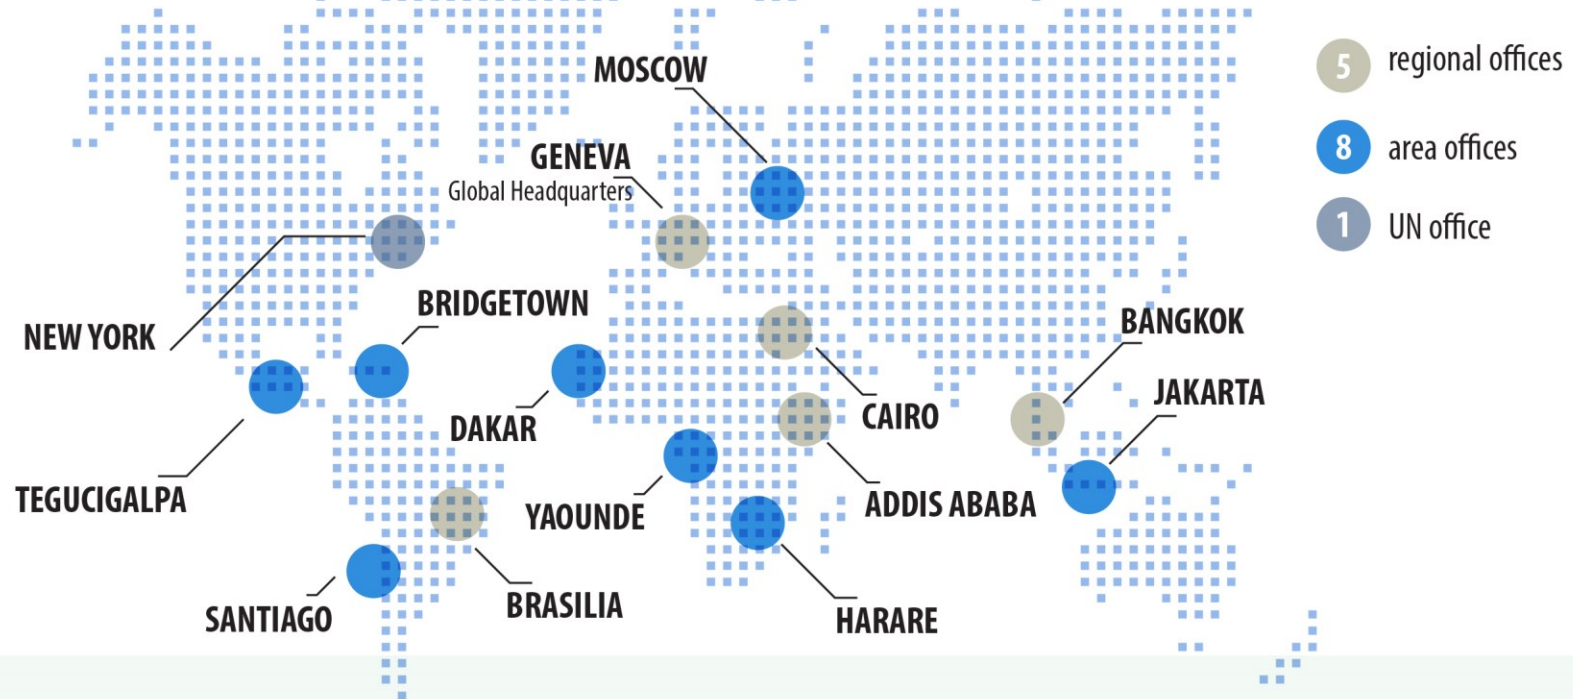 MOSCOW
5 regional offices
GENEVA
Global Headquarters
8 area offices
1 UN office
BRIDGETOWN
NEW YORK
BANGKOK
JAKARTA
DAKAR
CAIRO
TEGUCIGALPA
YAOUNDE
ADDIS ABABA
SANTIAGO
BRASILIA
HARARE